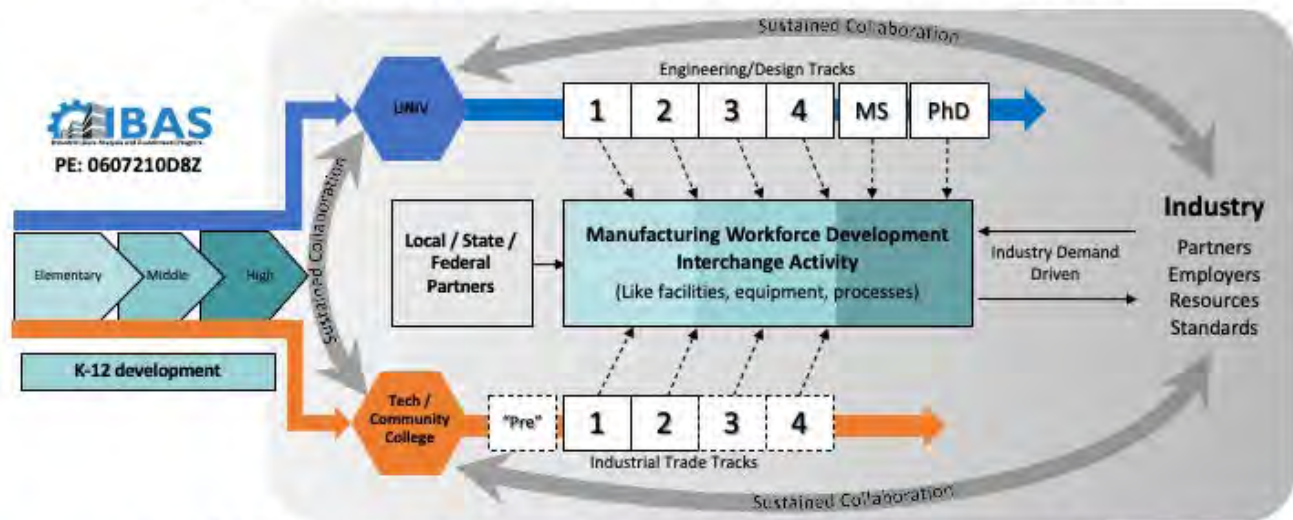 Sustained Collaboration
Engineering/Design Tracks
IBAS
PE: 0607210D8Z
UNIV
1 2 3 4 MS PhD
Sustained Collaboration
Elementary
Middle
High
K-12 development
Local / State /
Federal
Partners
Manufacturing Workforce Development
Interchange Activity
(Like facilities, equipment, processes)
Industry Demand
Driven
Industry
Partners
Employers
Resources
Standards
Tech /
Community
College
"Pre" 1 2 3 4
Industrial Trade Tracks
Sustained Collaboration